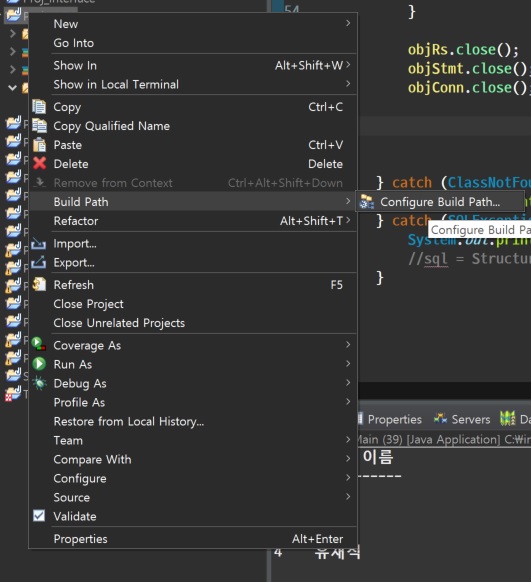 Proj_Interface
New
Go Into
Show In Alt+Shift+W
Show in Local Terminal
Copy Ctrl+C
Copy Qualified Name
Paste Ctrl+V
Delete Delete
Remove from Context Ctrl+Alt+Shift+Down
Build Path
Refactor Alt+Shift+T
Import...
Export...
Refresh F5
Close Project
Close Unrelated Projects
Coverage As
Run As
Debug As
Profile As
Restore from Local History...
Team
Compare With
Configure
Source
Validate
Properties Alt+Enter
Configure Build Path...
Configure Build Pa
54 }
objRs.close();
objStmt.close();
objConn.close();
} catch (ClassNotFou
} catch (SQLExcepti
System.out.print
//sql = Structur
}
Properties Servers Da
Main (39) [Java Application] C:₩in
이름
------
4 유재석